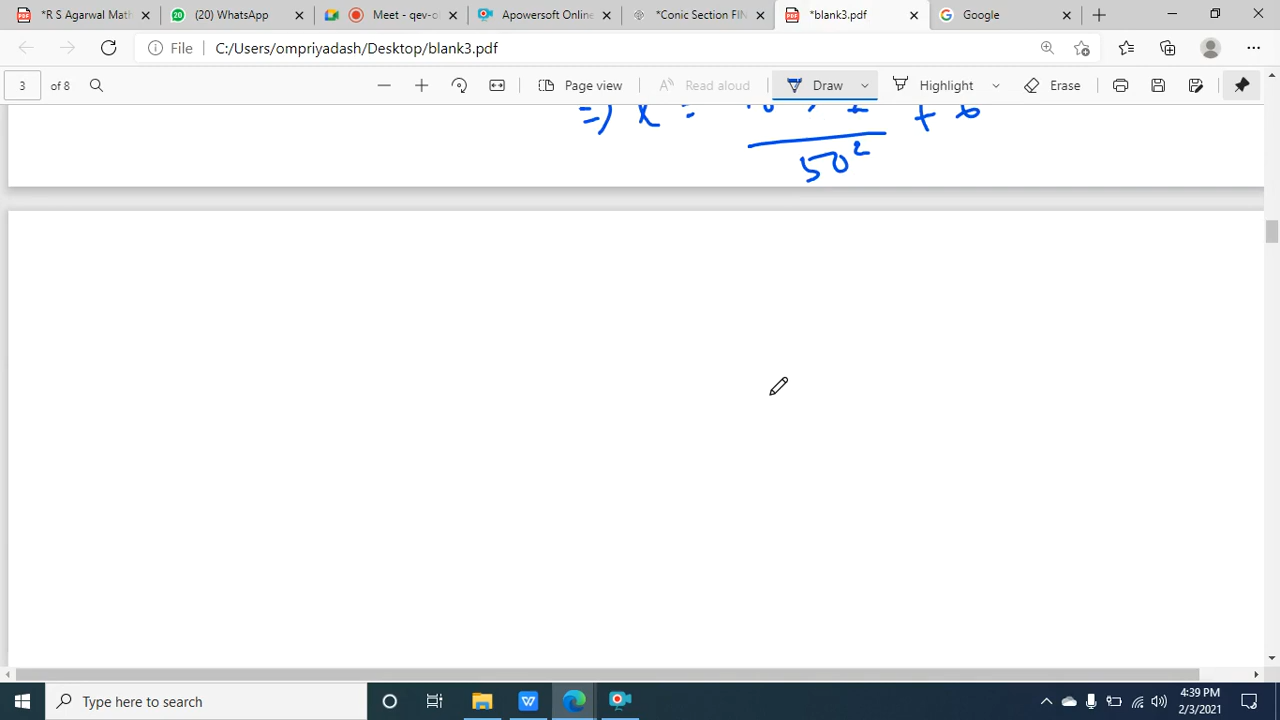 *R S Agarwal Math
(20) WhatsApp
Meet - qev-o
Apowersoft Online
*Conic Section FIN
*blank3.pdf
Google
File
C:/Users/ompriyadash/Desktop/blank3.pdf
3 of 8
Page view
Read aloud
Draw
Highlight
Erase
50²
Type here to search
4:39 PM
2/3/2021